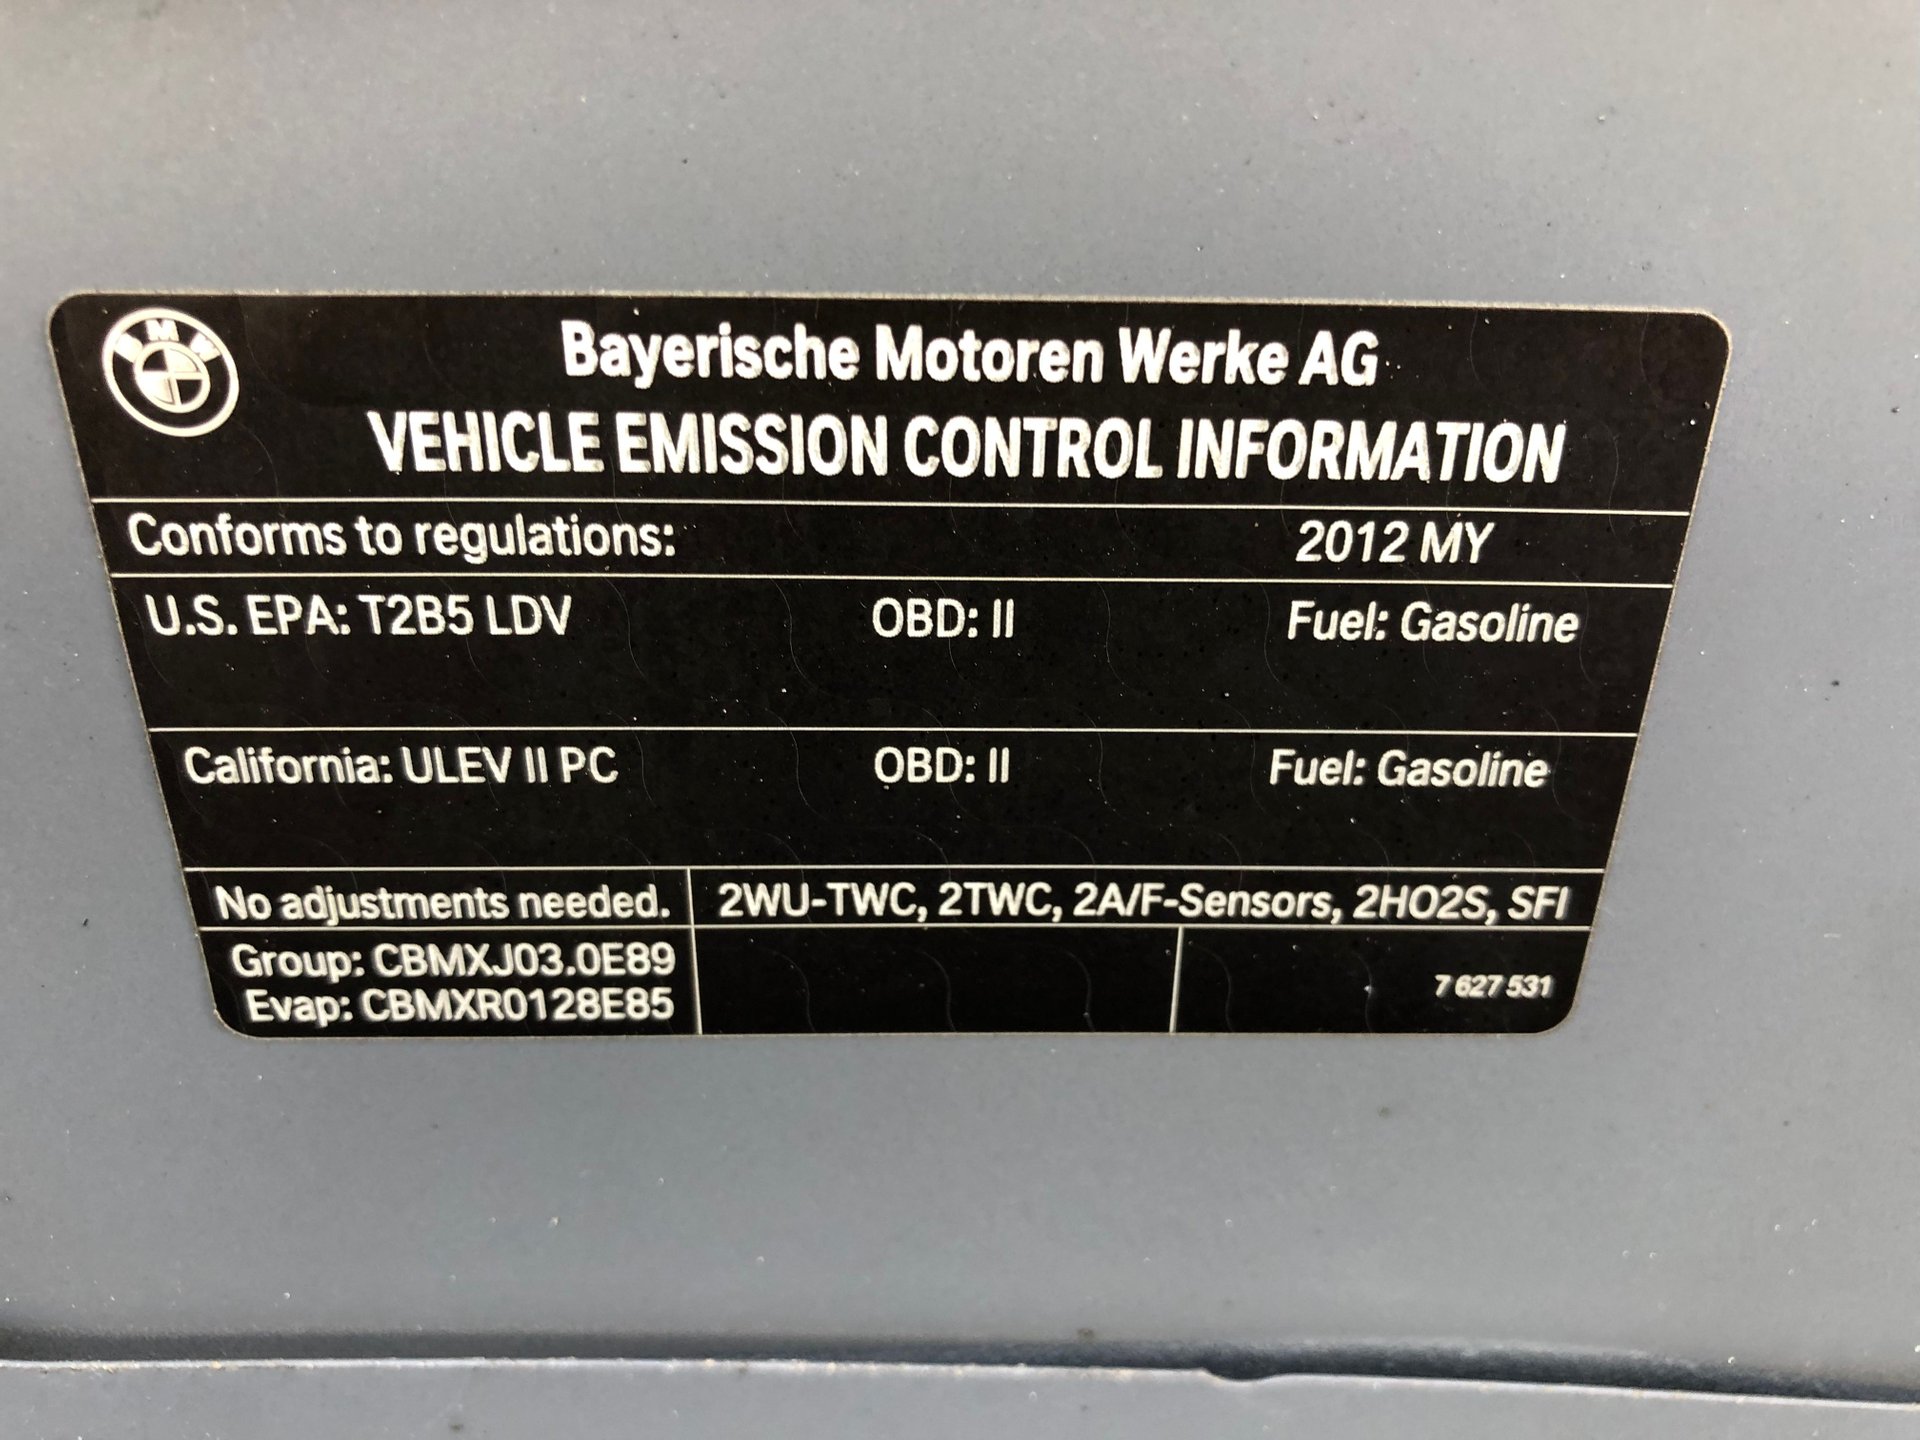 BMW
Bayerische Motoren Werke AG
VEHICLE EMISSION CONTROL INFORMATION
Conforms to regulations: 2012 MY
U.S. EPA: T2B5 LDV OBD: II Fuel: Gasoline
California: ULEV II PC OBD: II Fuel: Gasoline
No adjustments needed. 2WU-TWC, 2TWC, 2A/F-Sensors, 2HO2S, SFI
Group: CBMXJ03.0E89
Evap: CBMXR0128E85
7 627 531